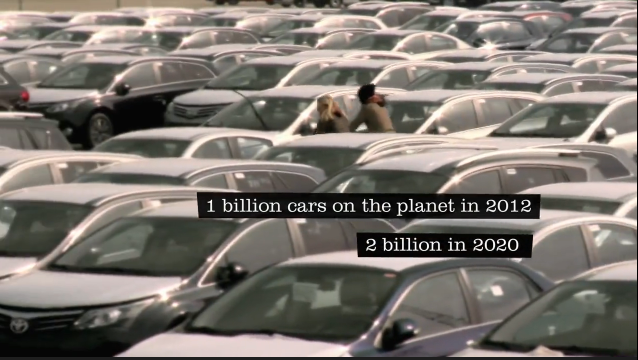 1 billion cars on the planet in 2012
2 billion in 2020